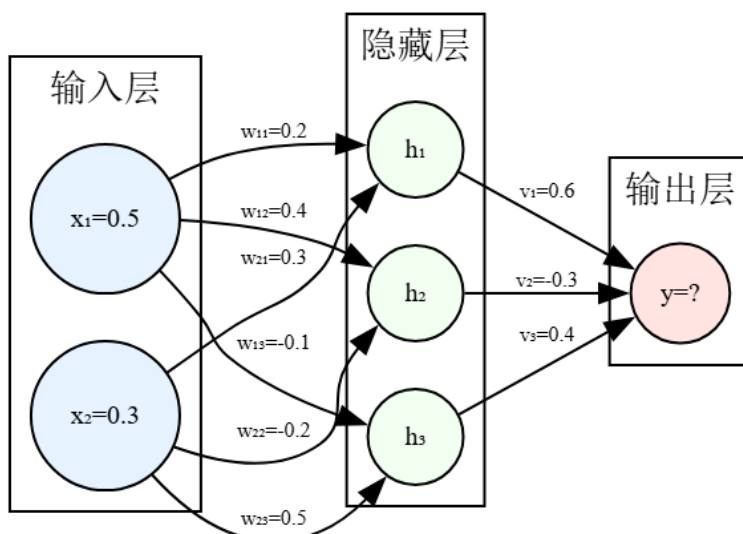 输入层
x₁=0.5
x₂=0.3
w₁₁=0.2
w₁₂=0.4
w₂₁=0.3
w₁₃=-0.1
w₂₂=-0.2
w₂₃=0.5
隐藏层
h₁
h₂
h₃
v₁=0.6
v₂=-0.3
v₃=0.4
输出层
y=?